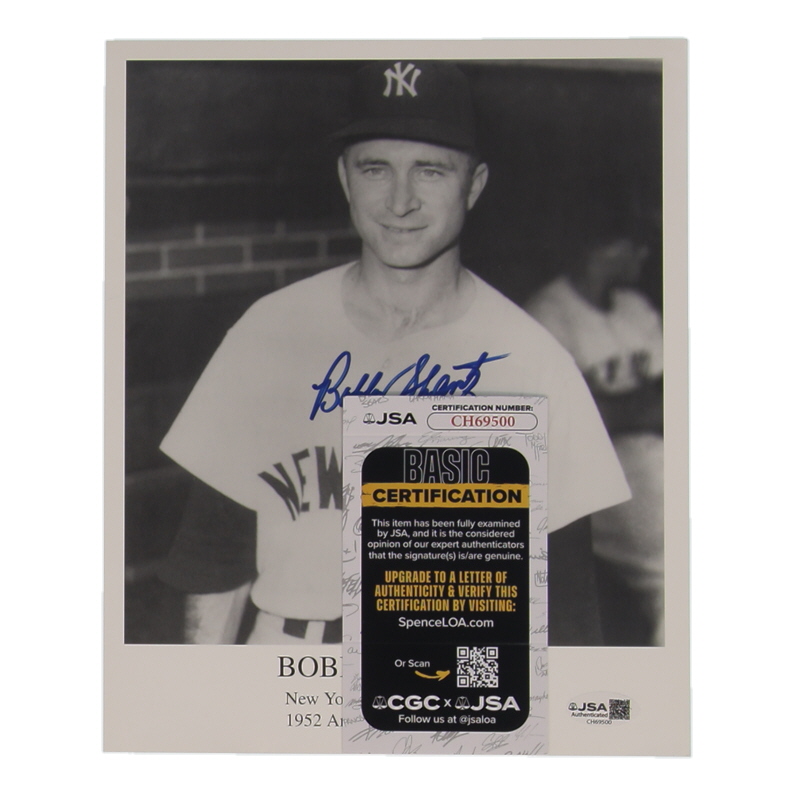 NY
Bobby Shantz
JSA
CERTIFICATION NUMBER:
CH69500
BASIC
CERTIFICATION
This item has been fully examined
by JSA, and it is the considered
opinion of our expert authenticators
that the signature(s) is/are genuine.
UPGRADE TO A LETTER OF
AUTHENTICITY & VERIFY THIS
CERTIFICATION BY VISITING:
SpenceLOA.com
Or Scan
CGC x JSA
Follow us at @jsaloa
NEW
BOB
New Yo
1952 A
JSA
Authenticated
CH69500